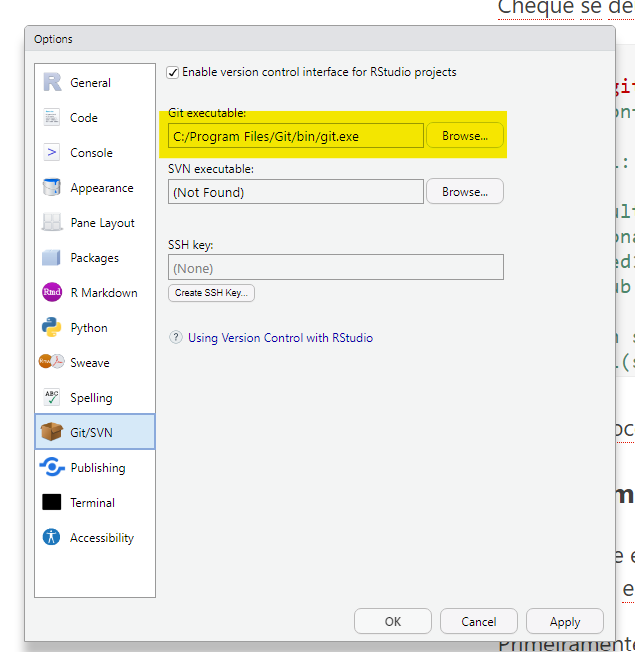 Cheque se de
Options
General
Code
Console
Appearance
Pane Layout
Packages
Rmd
R Markdown
Python
Sweave
ABC
Spelling
Git/SVN
Publishing
Terminal
Accessibility
Enable version control interface for RStudio projects
Git executable:
C:/Program Files/Git/bin/git.exe
Browse...
SVN executable:
(Not Found)
Browse...
SSH key:
(None)
Create SSH Key...
? Using Version Control with RStudio
OK
Cancel
Apply
Primeiramente